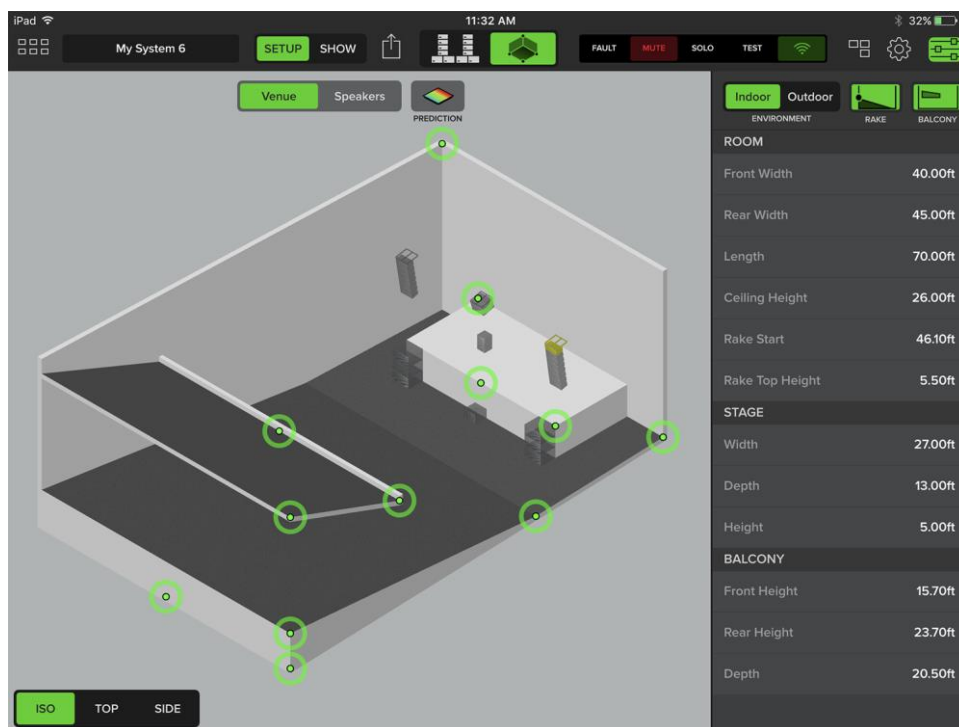 iPad 11:32 AM 32%
My System 6 SETUP SHOW FAULT MUTE SOLO TEST
Venue Speakers
PREDICTION
Indoor Outdoor
ENVIRONMENT RAKE BALCONY
ROOM
Front Width 40.00ft
Rear Width 45.00ft
Length 70.00ft
Ceiling Height 26.00ft
Rake Start 46.10ft
Rake Top Height 5.50ft
STAGE
Width 27.00ft
Depth 13.00ft
Height 5.00ft
BALCONY
Front Height 15.70ft
Rear Height 23.70ft
Depth 20.50ft
ISO TOP SIDE